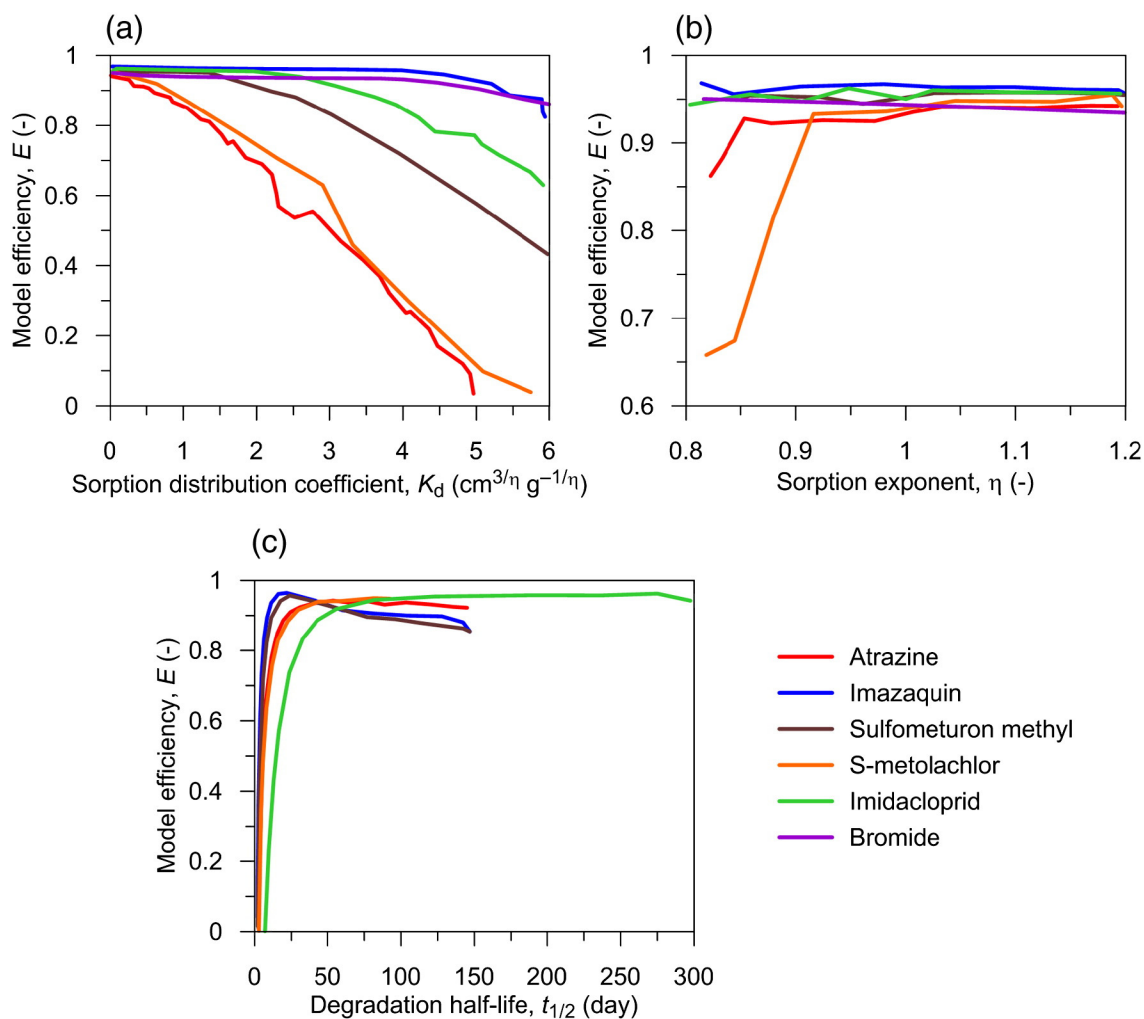 (a)
1
0.8
0.6
0.4
0.2
0
Model efficiency, E (-)
0 1 2 3 4 5 6
Sorption distribution coefficient, Kd (cm³/η g⁻¹/η)
(b)
1
0.9
0.8
0.7
0.6
Model efficiency, E (-)
0.8 0.9 1 1.1 1.2
Sorption exponent, η (-)
(c)
1
0.8
0.6
0.4
0.2
0
Model efficiency, E (-)
0 50 100 150 200 250 300
Degradation half-life, t1/2 (day)
Atrazine
Imazaquin
Sulfometuron methyl
S-metolachlor
Imidacloprid
Bromide